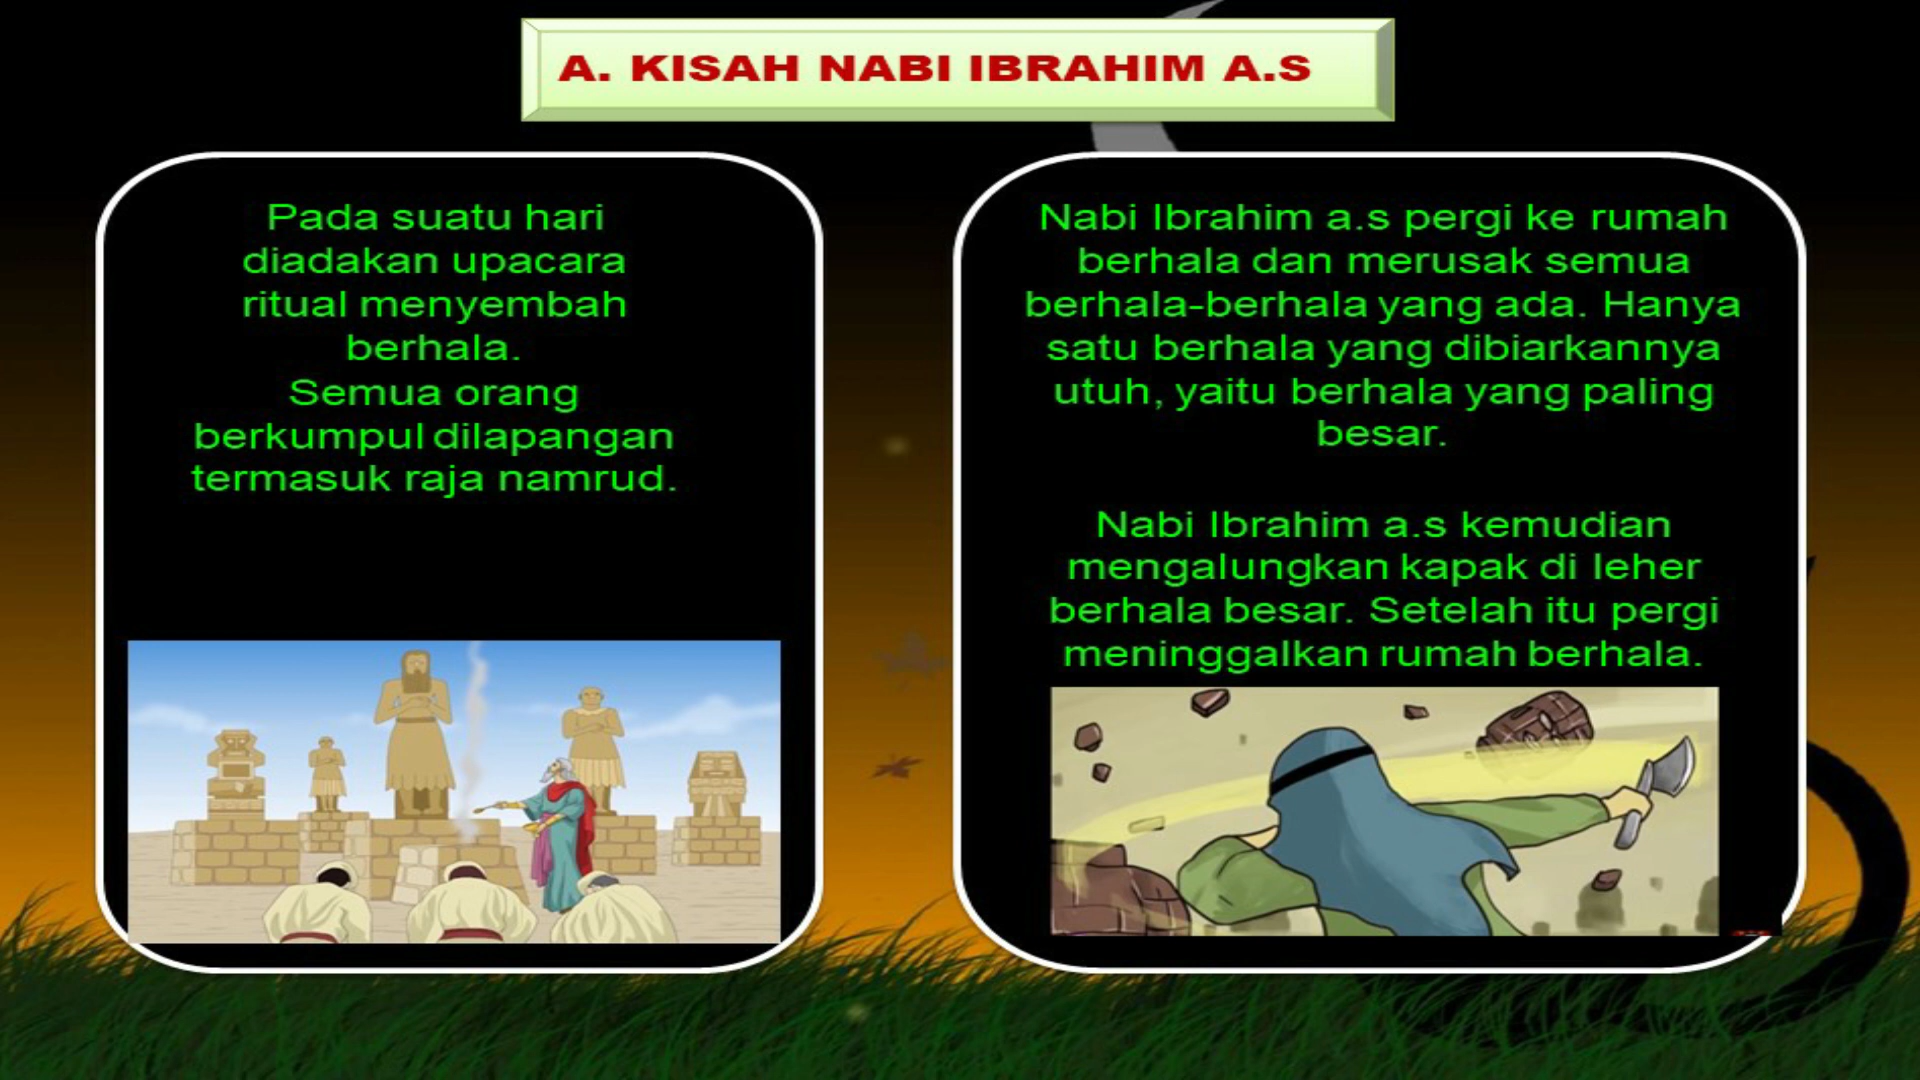 A. KISAH NABI IBRAHIM A.S
Pada suatu hari
diadakan upacara
ritual menyembah
berhala.
Semua orang
berkumpul dilapangan
termasuk raja namrud.
Nabi Ibrahim a.s pergi ke rumah
berhala dan merusak semua
berhala-berhala yang ada. Hanya
satu berhala yang dibiarkannya
utuh, yaitu berhala yang paling
besar.
Nabi Ibrahim a.s kemudian
mengalungkan kapak di leher
berhala besar. Setelah itu pergi
meninggalkan rumah berhala.